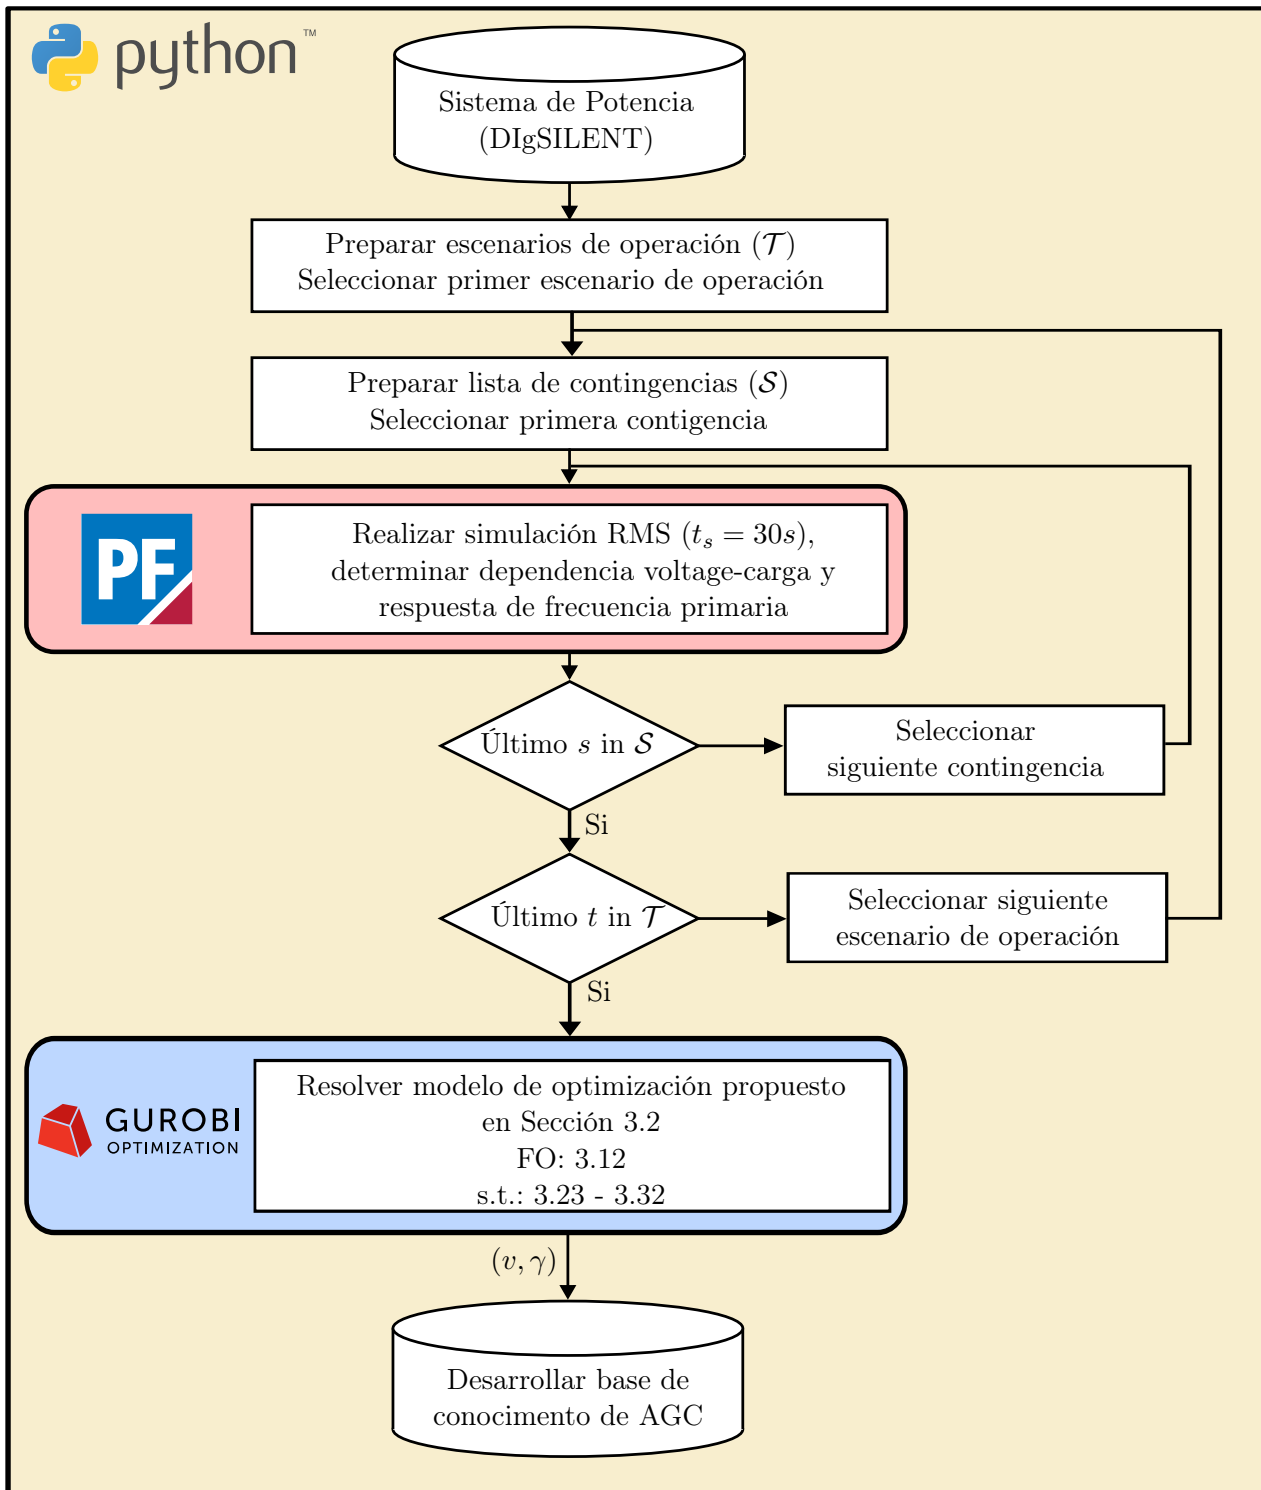 python™
Sistema de Potencia
(DIgSILENT)
Preparar escenarios de operación (𝒯)
Seleccionar primer escenario de operación
Preparar lista de contingencias (𝒮)
Seleccionar primera contigencia
PF
Realizar simulación RMS (t_s = 30s),
determinar dependencia voltage-carga y
respuesta de frecuencia primaria
Último s in 𝒮
Seleccionar
siguiente contingencia
Si
Último t in 𝒯
Seleccionar siguiente
escenario de operación
Si
GUROBI
OPTIMIZATION
Resolver modelo de optimización propuesto
en Sección 3.2
FO: 3.12
s.t.: 3.23 - 3.32
(v, γ)
Desarrollar base de
conocimento de AGC